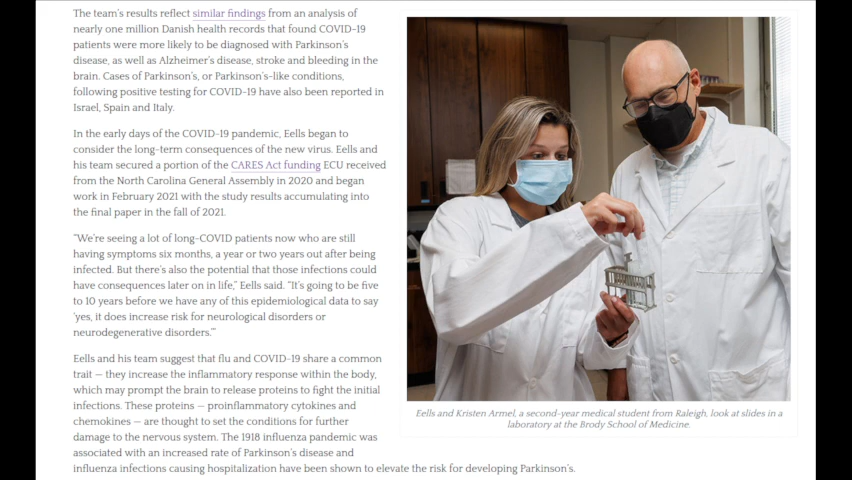 The team's results reflect similar findings from an analysis of
nearly one million Danish health records that found COVID-19
patients were more likely to be diagnosed with Parkinson's
disease, as well as Alzheimer's disease, stroke and bleeding in the
brain. Cases of Parkinson's, or Parkinson's-like conditions,
following positive testing for COVID-19 have also been reported in
Israel, Spain and Italy.
In the early days of the COVID-19 pandemic, Eells began to
consider the long-term consequences of the new virus. Eells and
his team secured a portion of the CARES Act funding ECU received
from the North Carolina General Assembly in 2020 and began
work in February 2021 with the study results accumulating into
the final paper in the fall of 2021.
"We're seeing a lot of long-COVID patients now who are still
having symptoms six months, a year or two years out after being
infected. But there's also the potential that those infections could
have consequences later on in life," Eells said. "It's going to be five
to 10 years before we have any of this epidemiological data to say
'yes, it does increase risk for neurological disorders or
neurodegenerative disorders.'"
Eells and his team suggest that flu and COVID-19 share a common
trait — they increase the inflammatory response within the body,
which may prompt the brain to release proteins to fight the initial
infections. These proteins — proinflammatory cytokines and
chemokines — are thought to set the conditions for further
damage to the nervous system. The 1918 influenza pandemic was
associated with an increased rate of Parkinson's disease and
influenza infections causing hospitalization have been shown to elevate the risk for developing Parkinson's.
Eells and Kristen Armel, a second-year medical student from Raleigh, look at slides in a
laboratory at the Brody School of Medicine.